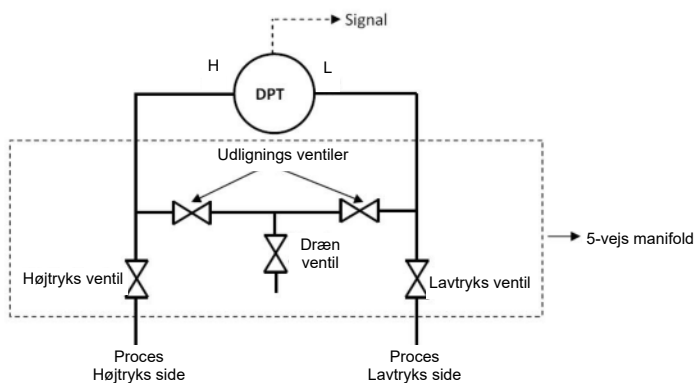 Signal
H
L
DPT
Udlignings ventiler
Dræn
ventil
5-vejs manifold
Højtryks ventil
Lavtryks ventil
Proces
Højtryks side
Proces
Lavtryks side